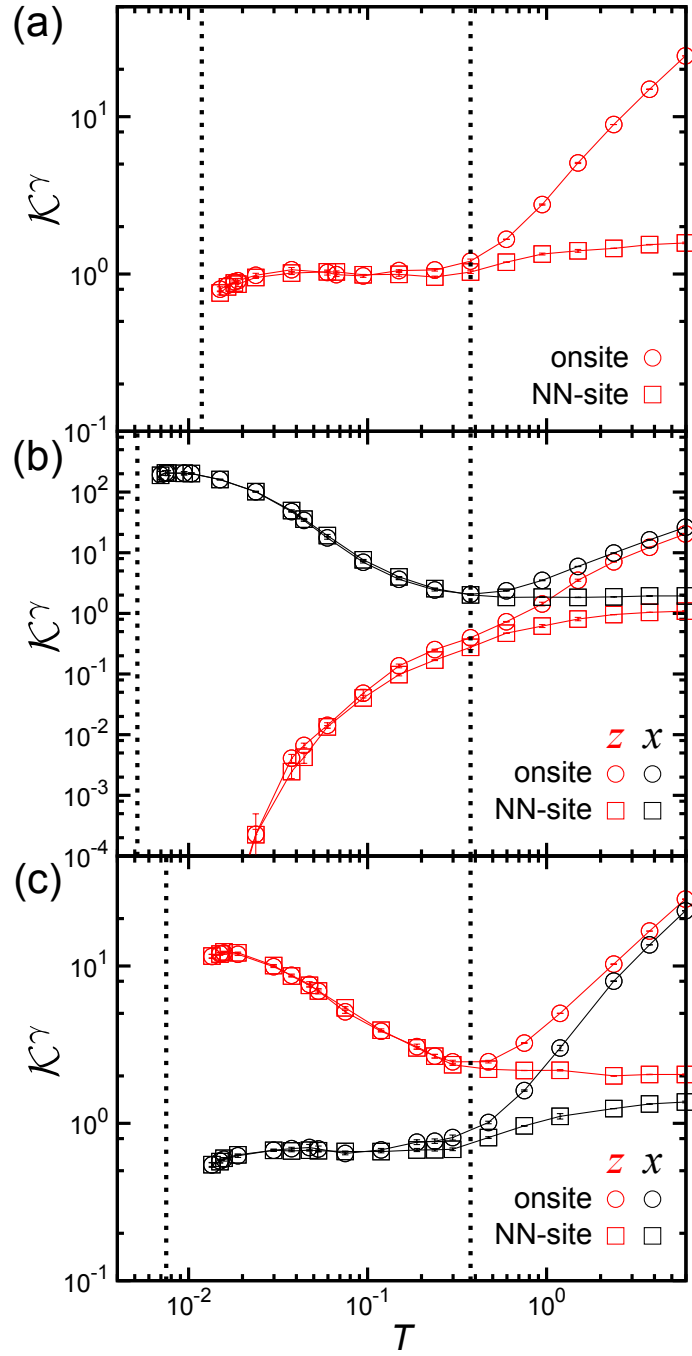 (a)
10¹
10⁰
10⁻¹
𝒦^γ
onsite
NN-site
(b)
10²
10¹
10⁰
10⁻¹
10⁻²
10⁻³
10⁻⁴
𝒦^γ
z x
onsite
NN-site
(c)
10¹
10⁰
10⁻¹
𝒦^γ
z x
onsite
NN-site
10⁻² 10⁻¹ 10⁰
T